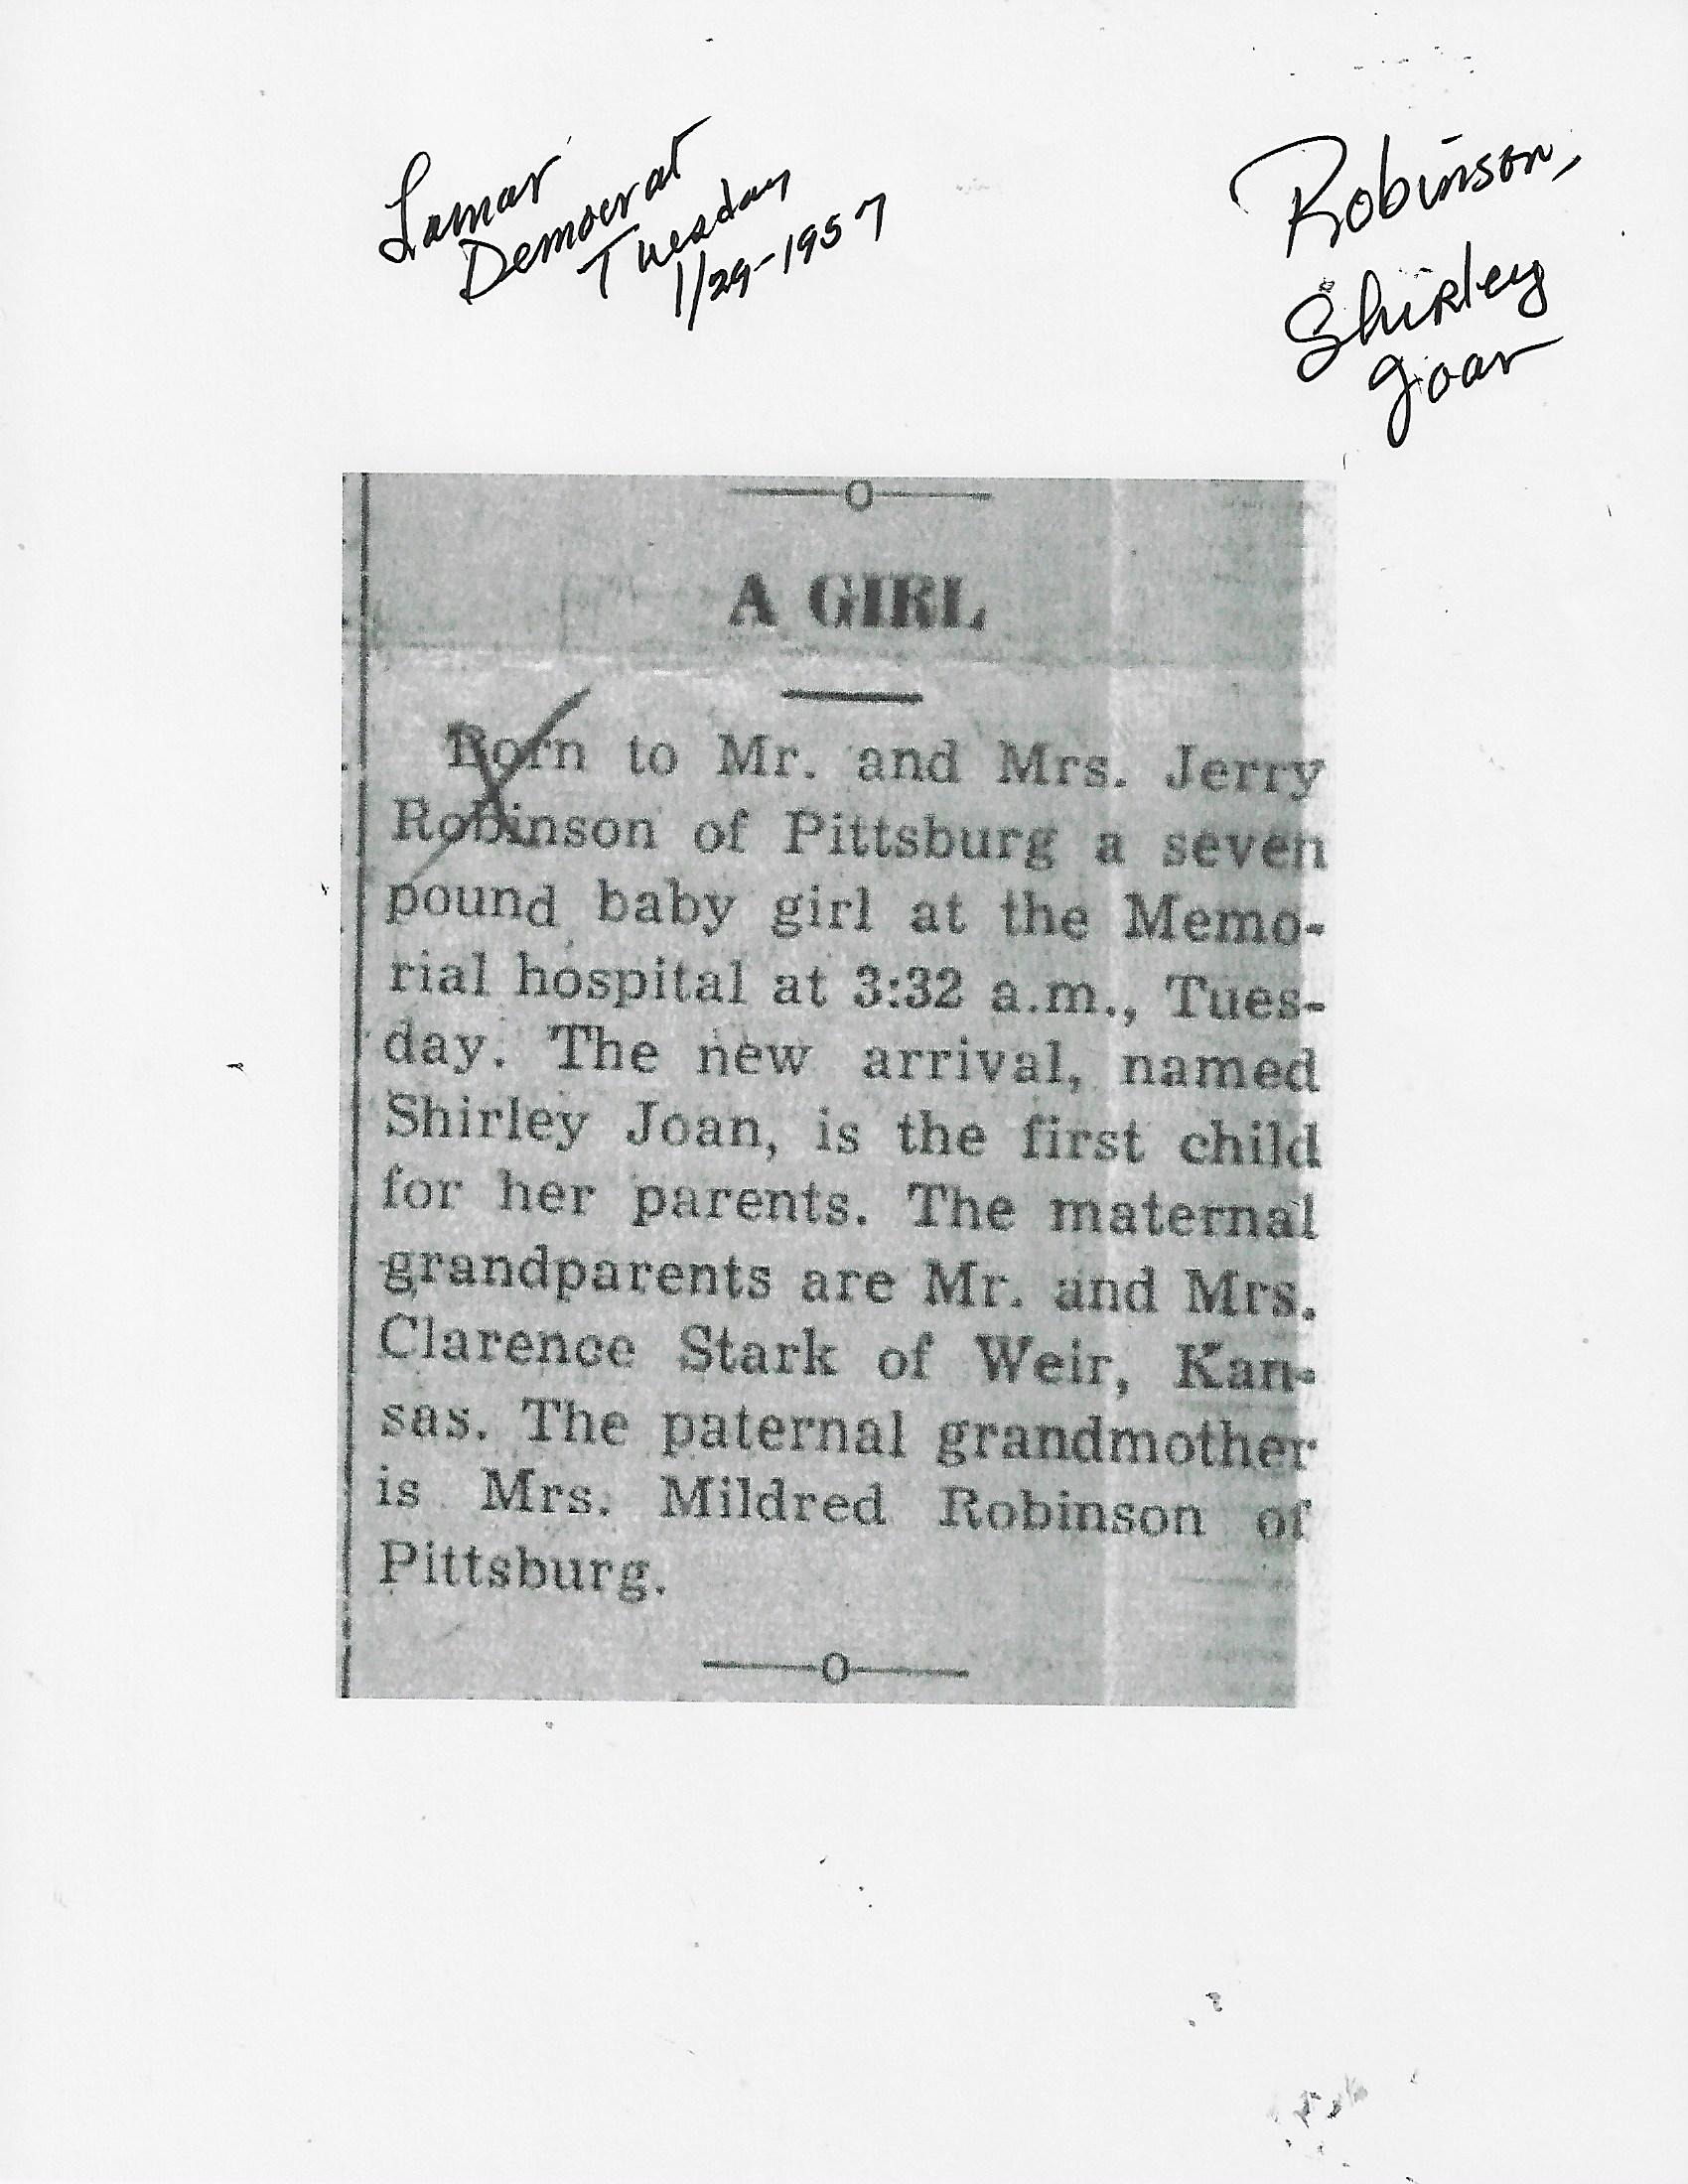 Lamar
Democrat
Tuesday
1/29-1957
Robinson,
Shirley
Joan
—o—
A GIRL
Born to Mr. and Mrs. Jerry
Robinson of Pittsburg a seven
pound baby girl at the Memo-
rial hospital at 3:32 a.m., Tues-
day. The new arrival, named
Shirley Joan, is the first child
for her parents. The maternal
grandparents are Mr. and Mrs.
Clarence Stark of Weir, Kan-
sas. The paternal grandmother
is Mrs. Mildred Robinson of
Pittsburg.
—o—